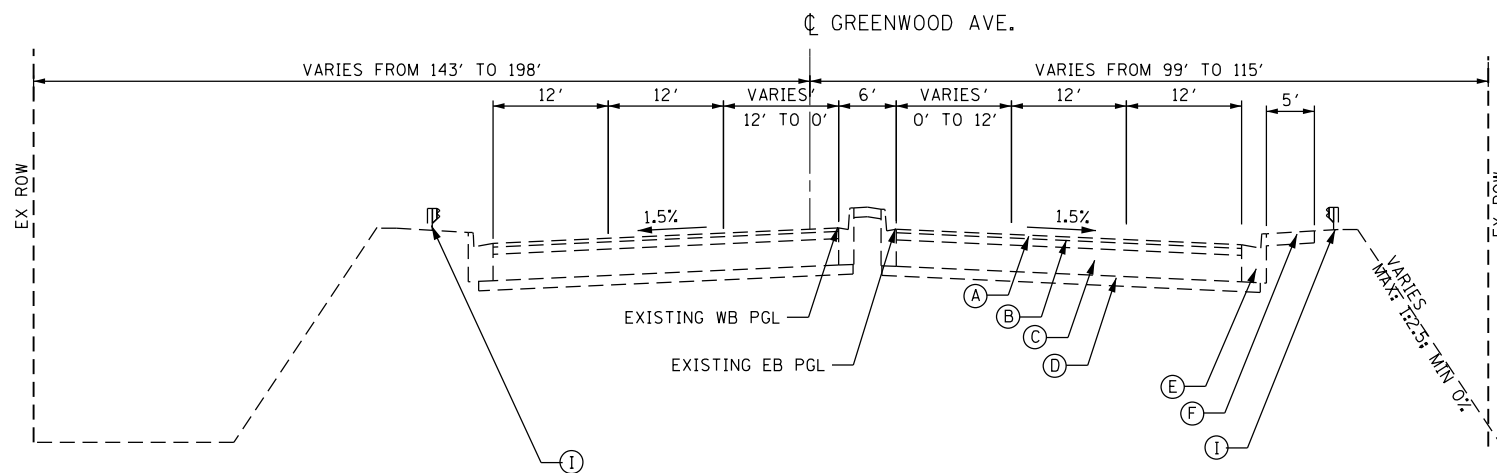 ℄ GREENWOOD AVE.
VARIES FROM 143' TO 198'
VARIES FROM 99' TO 115'
12'
12'
VARIES'
12' TO 0'
6'
VARIES'
0' TO 12'
12'
12'
5'
EX ROW
EX ROW
1.5%
1.5%
VARIES
MAX: 1:2.5; MIN 0%
EXISTING WB PGL
EXISTING EB PGL
A
B
C
D
E
F
I
I